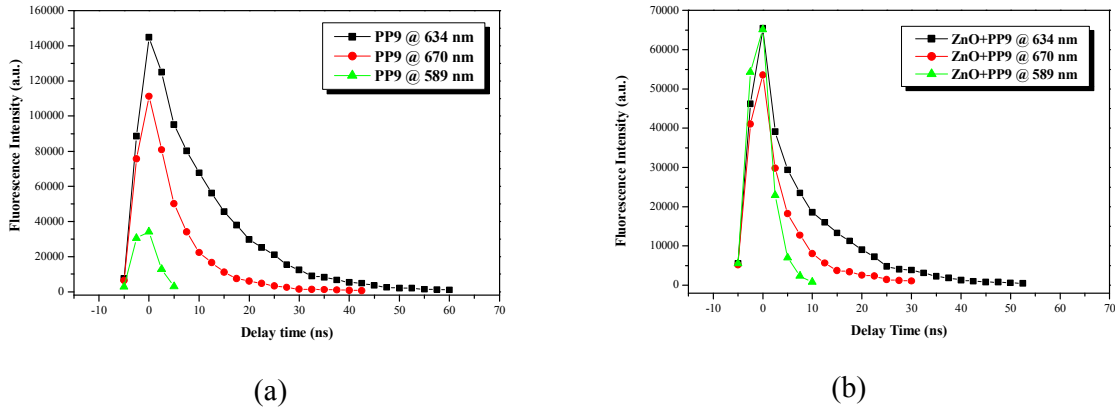 160000
140000
120000
100000
80000
60000
40000
20000
0
Fluorescence Intensity (a.u.)
PP9 @ 634 nm
PP9 @ 670 nm
PP9 @ 589 nm
-10 0 10 20 30 40 50 60 70
Delay time (ns)
(a)
70000
60000
50000
40000
30000
20000
10000
0
Fluorescence Intensity (a.u.)
ZnO+PP9 @ 634 nm
ZnO+PP9 @ 670 nm
ZnO+PP9 @ 589 nm
-10 0 10 20 30 40 50 60 70
Delay Time (ns)
(b)